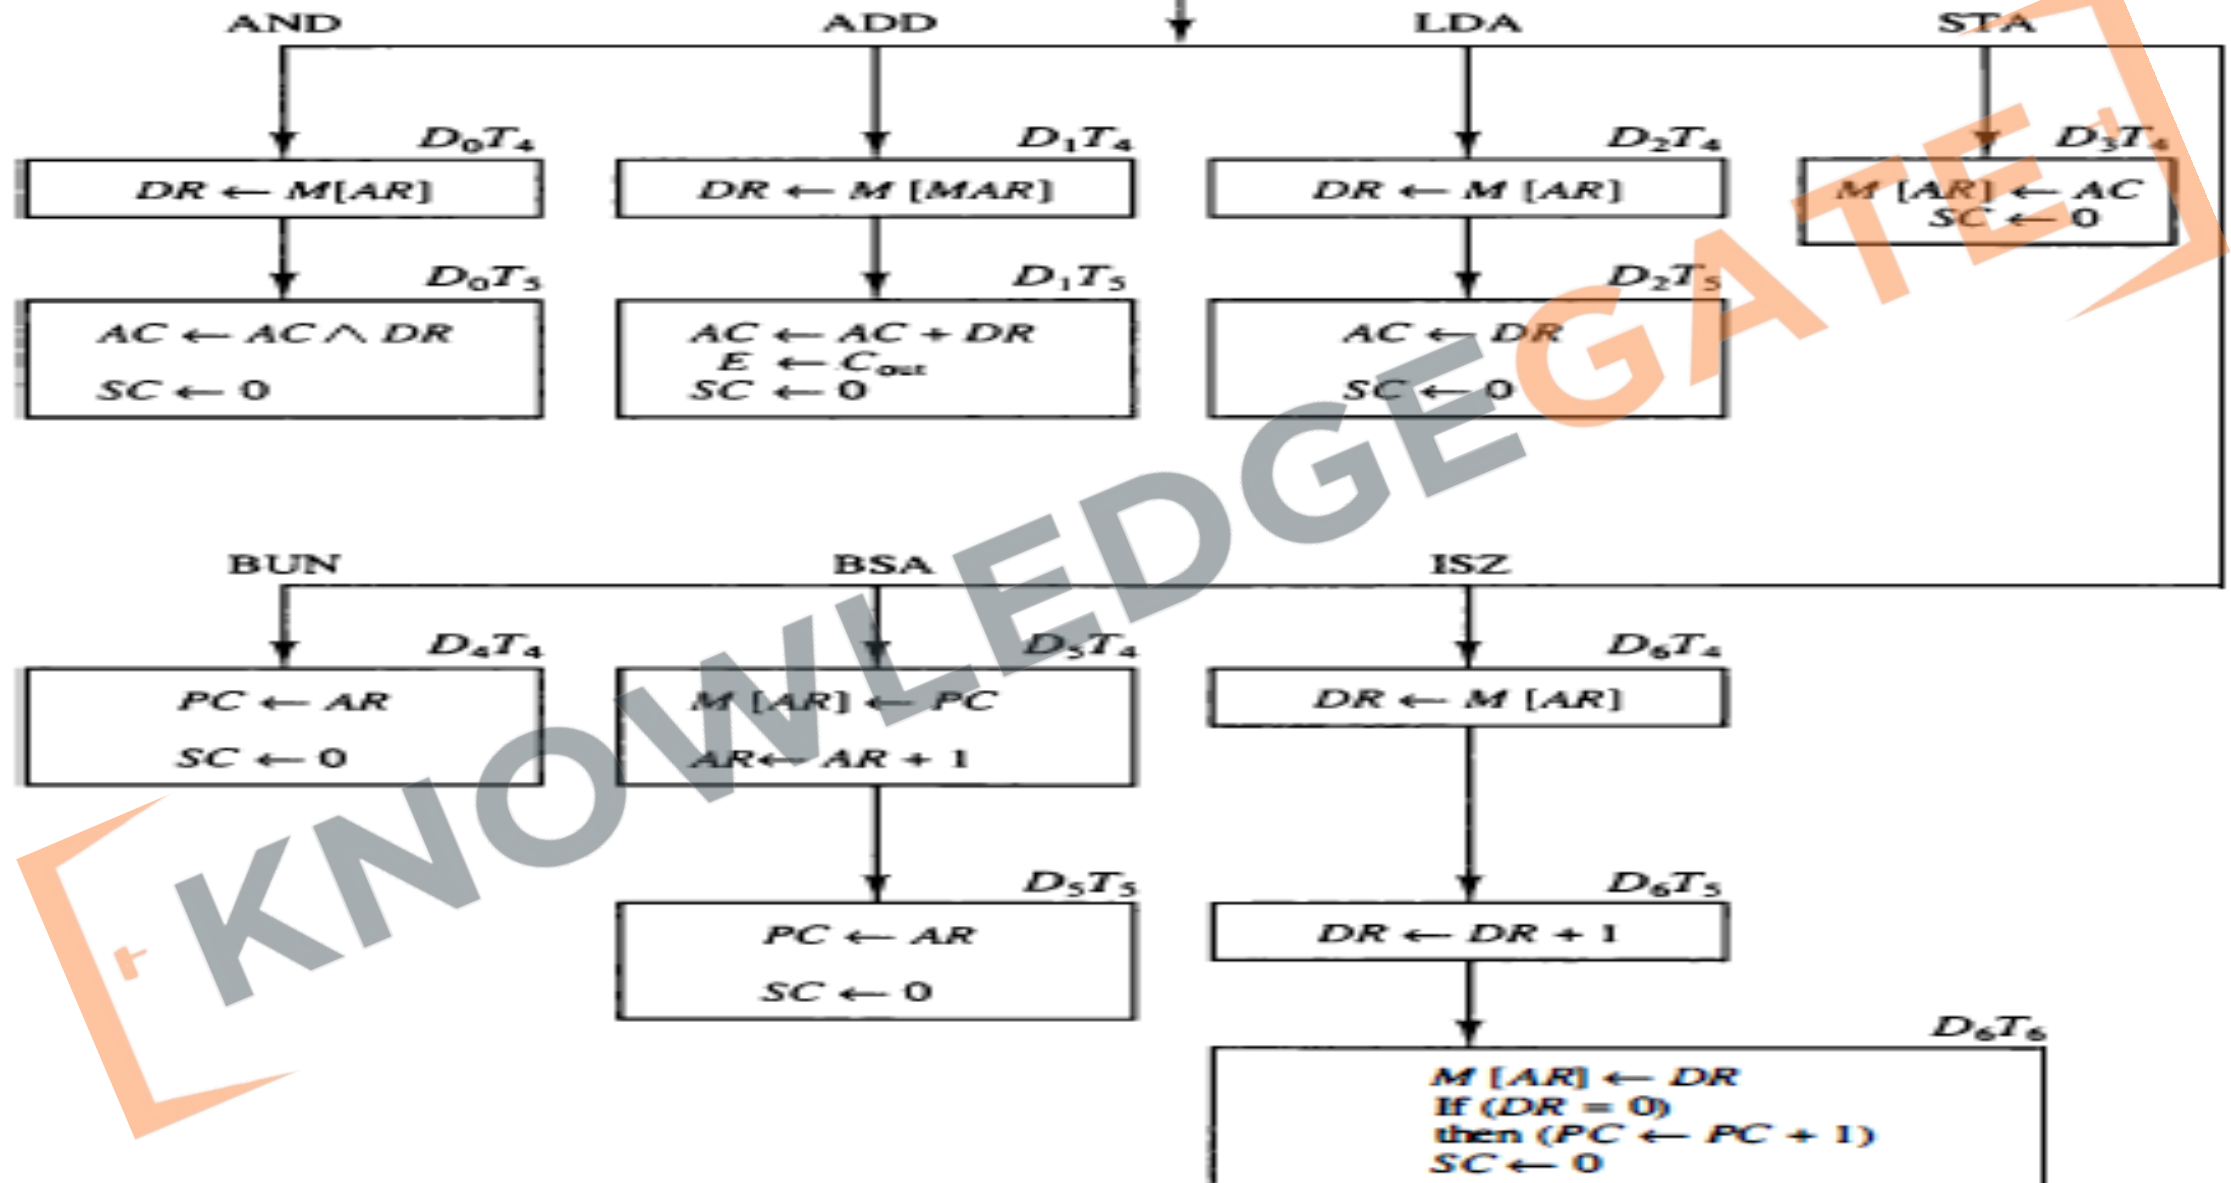 AND ADD LDA STA
D₀T₄ D₁T₄ D₂T₄ D₃T₄
DR ← M[AR] DR ← M [MAR] DR ← M [AR] M [AR] ← AC
SC ← 0
D₀T₅ D₁T₅ D₂T₅
AC ← AC ∧ DR AC ← AC + DR AC ← DR
E ← Cout
SC ← 0 SC ← 0 SC ← 0
BUN BSA ISZ
D₄T₄ D₅T₄ D₆T₄
PC ← AR M [AR] ← PC DR ← M [AR]
SC ← 0 AR ← AR + 1
D₅T₅ D₆T₅
PC ← AR DR ← DR + 1
SC ← 0
D₆T₆
M [AR] ← DR
If (DR = 0)
then (PC ← PC + 1)
SC ← 0
KNOWLEDGEGATE